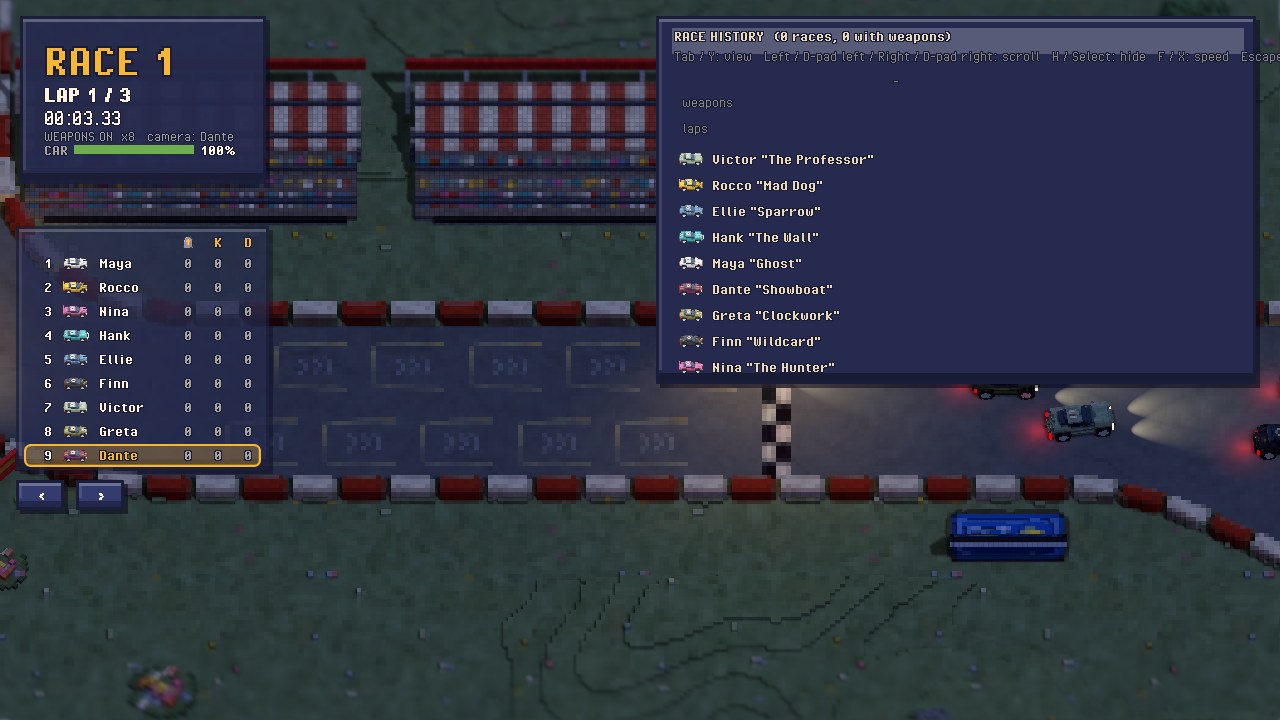 RACE 1
LAP 1 / 3
00:03.33
WEAPONS ON x8 camera: Dante
CAR 100%
K D
1 Maya 0 0 0
2 Rocco 0 0 0
3 Nina 0 0 0
4 Hank 0 0 0
5 Ellie 0 0 0
6 Finn 0 0 0
7 Victor 0 0 0
8 Greta 0 0 0
9 Dante 0 0 0
< >
RACE HISTORY (0 races, 0 with weapons)
Tab / Y: view Left / D-pad left / Right / D-pad right: scroll H / Select: hide F / X: speed Escape
-
weapons
laps
Victor "The Professor"
Rocco "Mad Dog"
Ellie "Sparrow"
Hank "The Wall"
Maya "Ghost"
Dante "Showboat"
Greta "Clockwork"
Finn "Wildcard"
Nina "The Hunter"